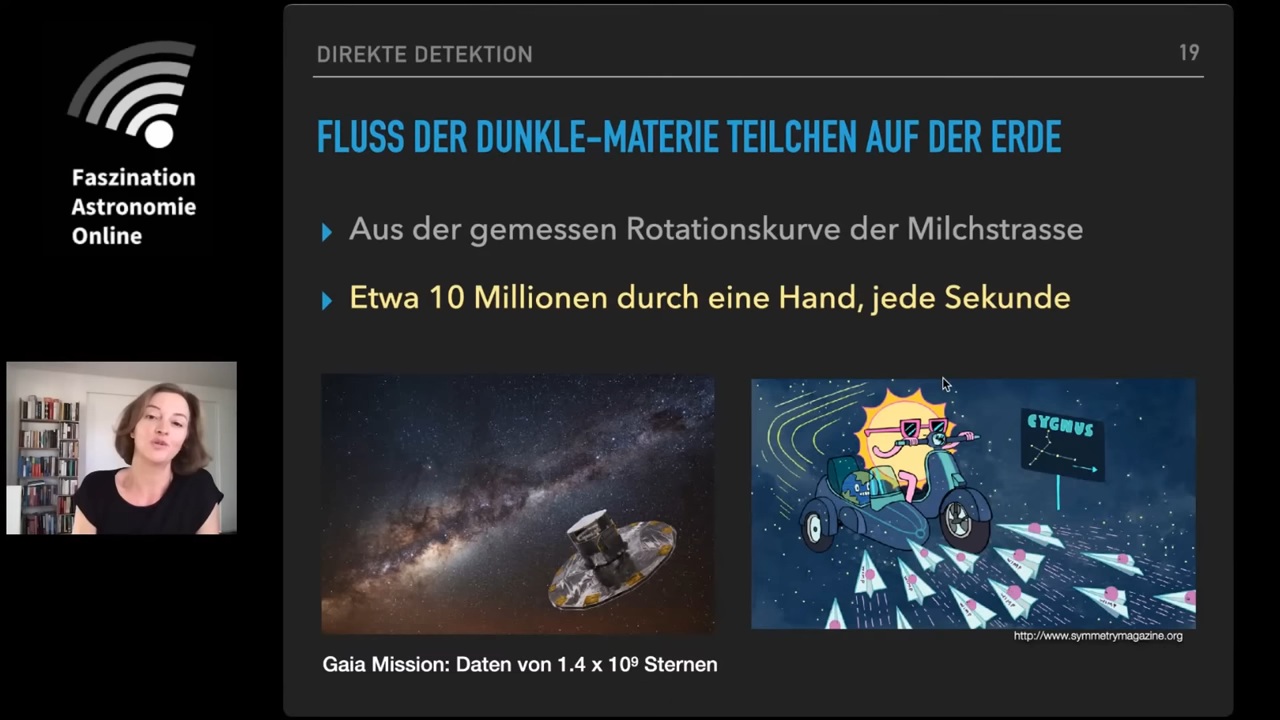 Faszination
Astronomie
Online
DIREKTE DETEKTION
19
FLUSS DER DUNKLE-MATERIE TEILCHEN AUF DER ERDE
Aus der gemessen Rotationskurve der Milchstrasse
Etwa 10 Millionen durch eine Hand, jede Sekunde
CYGNUS
http://www.symmetrymagazine.org
Gaia Mission: Daten von 1.4 x 10⁹ Sternen